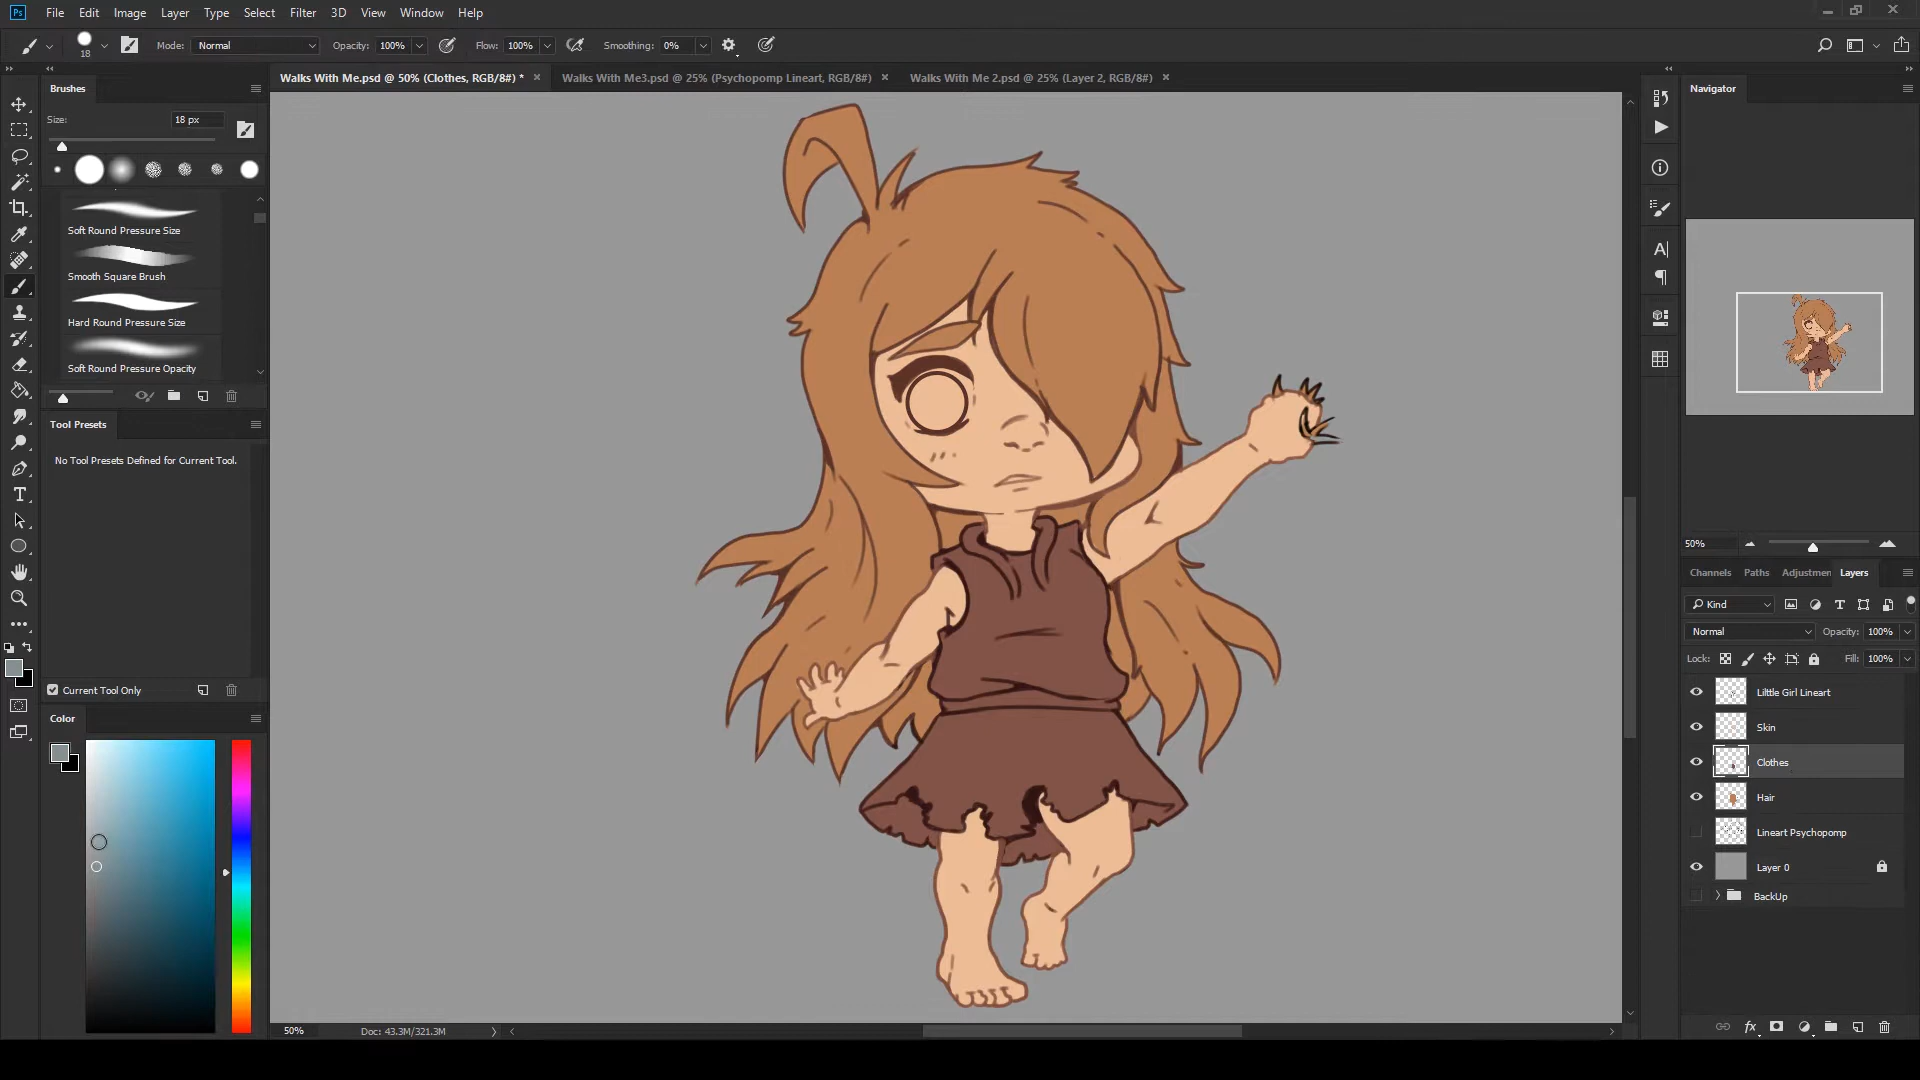 Ps File Edit Image Layer Type Select Filter 3D View Window Help
18 Mode: Normal Opacity: 100% Flow: 100% Smoothing: 0%
Walks With Me.psd @ 50% (Clothes, RGB/8#) * Walks With Me3.psd @ 25% (Psychopomp Lineart, RGB/8#) Walks With Me 2.psd @ 25% (Layer 2, RGB/8#)
Brushes
Size: 18 px
Soft Round Pressure Size
Smooth Square Brush
Hard Round Pressure Size
Soft Round Pressure Opacity
Tool Presets
No Tool Presets Defined for Current Tool.
Current Tool Only
Color
50% Doc: 43.3M/321.3M
Navigator
50%
Channels Paths Adjustmen Layers
Kind
Normal Opacity: 100%
Lock: Fill: 100%
Liltle Girl Lineart
Skin
Clothes
Hair
Lineart Psychopomp
Layer 0
BackUp